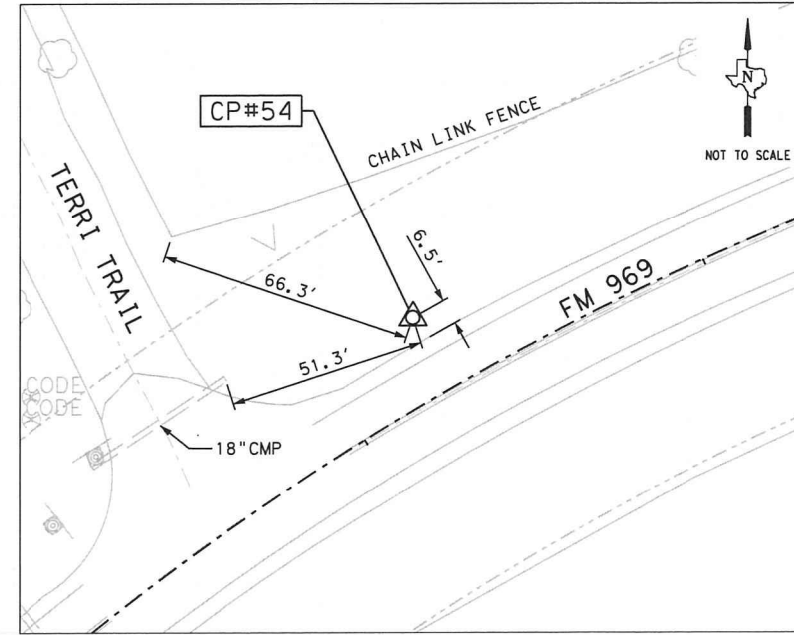 CP#54
N
NOT TO SCALE
CHAIN LINK FENCE
TERRI TRAIL
6.5'
66.3'
FM 969
51.3'
CODE
CODE
18"CMP